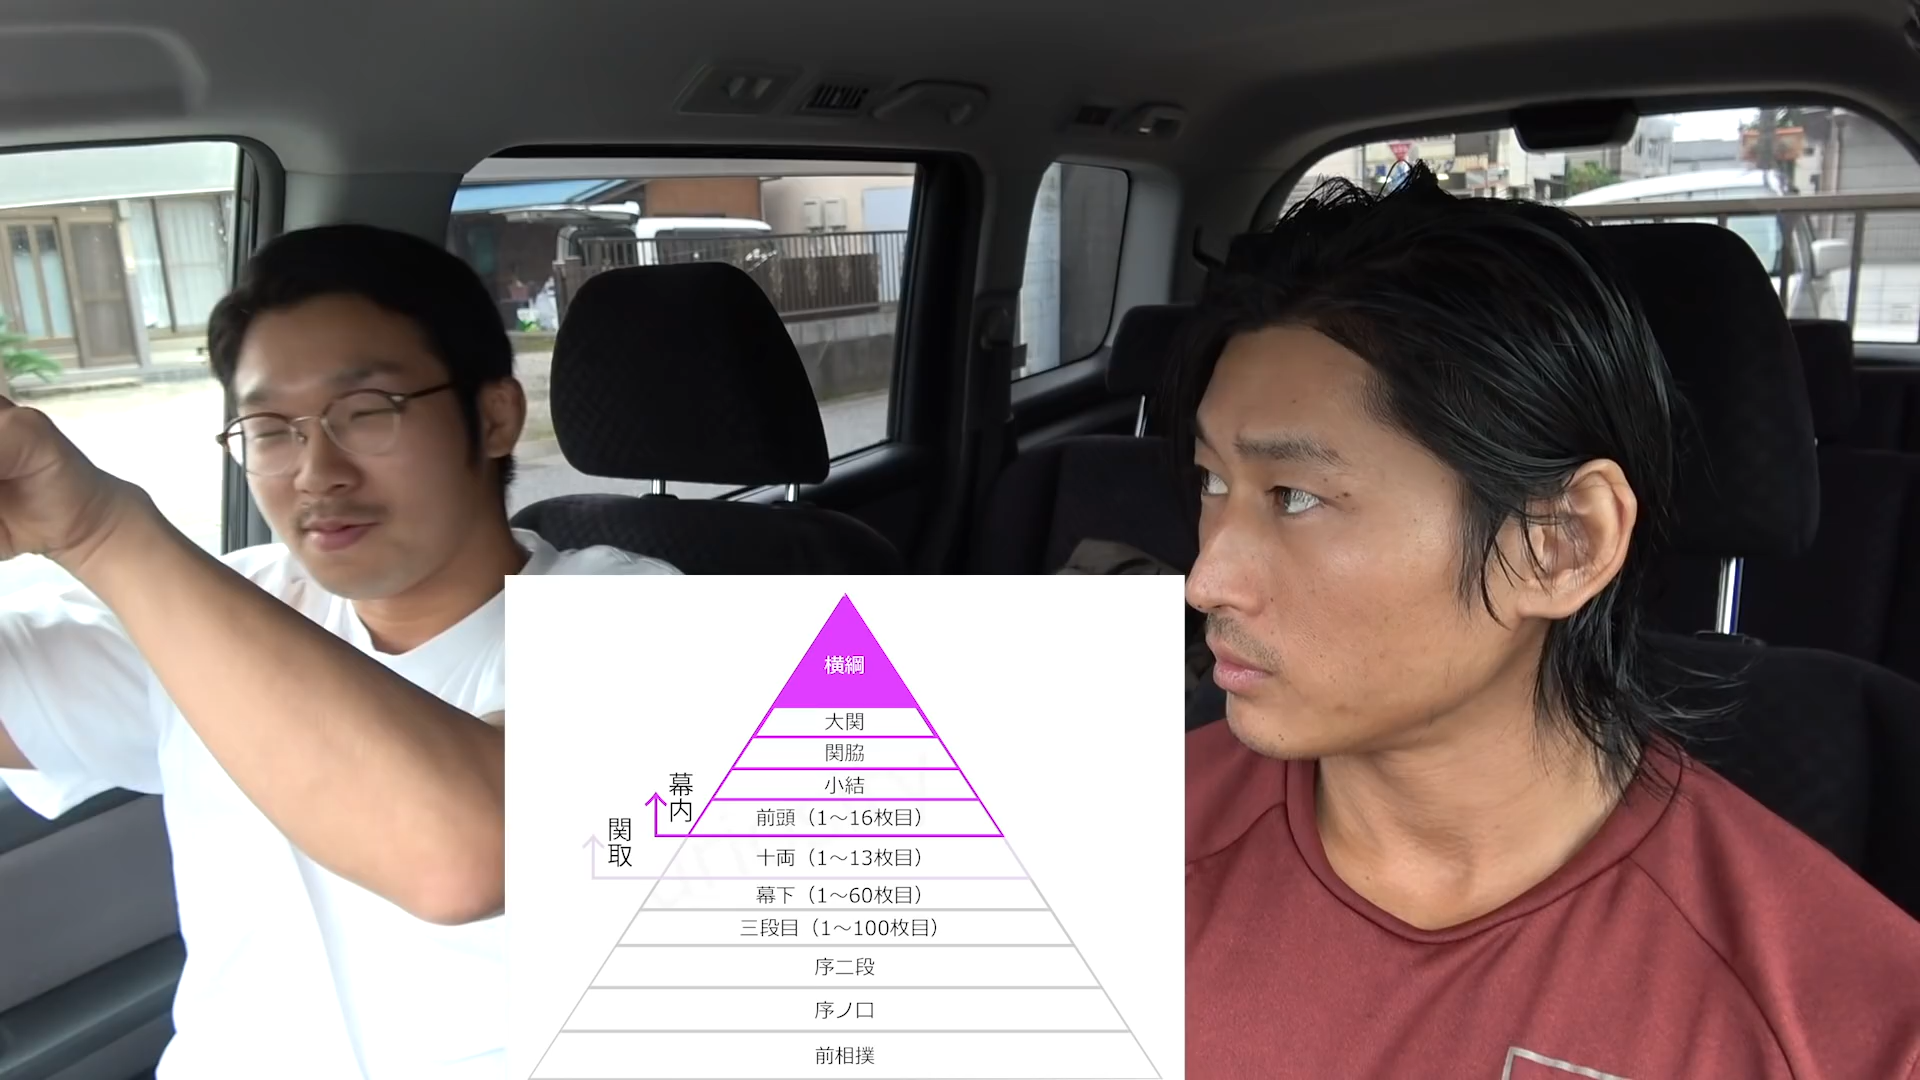 横綱
大関
関脇
小結
幕内
前頭（1～16枚目）
関取
十両（1～13枚目）
幕下（1～60枚目）
三段目（1～100枚目）
序二段
序ノ口
前相撲